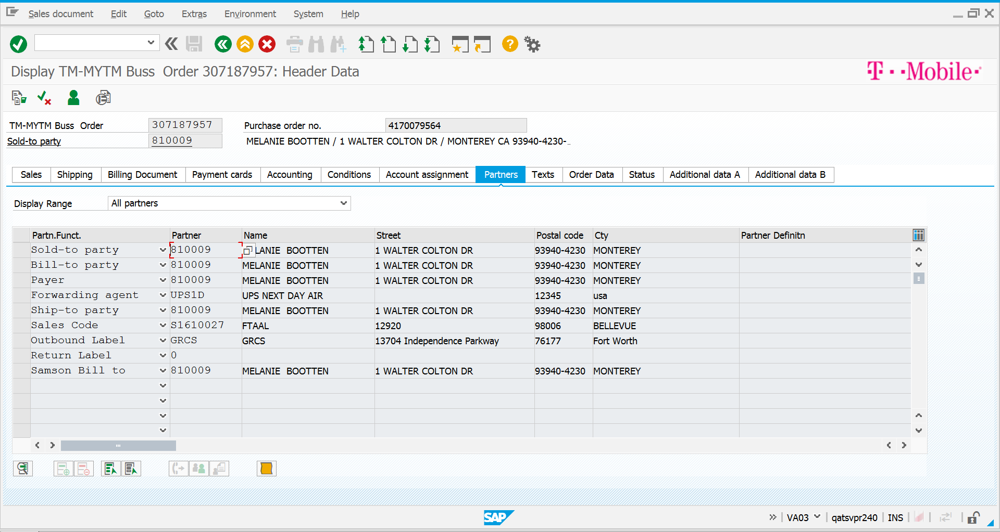 Sales document Edit Goto Extras Environment System Help
Display TM-MYTM Buss Order 307187957: Header Data
T··Mobile·
TM-MYTM Buss Order 307187957 Purchase order no. 4170079564
Sold-to party 810009 MELANIE BOOTTEN / 1 WALTER COLTON DR / MONTEREY CA 93940-4230-...
Sales Shipping Billing Document Payment cards Accounting Conditions Account assignment Partners Texts Order Data Status Additional data A Additional data B
Display Range All partners
Partn.Funct. Partner Name Street Postal code Cty Partner Definitn
Sold-to party 810009 LANIE BOOTTEN 1 WALTER COLTON DR 93940-4230 MONTEREY
Bill-to party 810009 MELANIE BOOTTEN 1 WALTER COLTON DR 93940-4230 MONTEREY
Payer 810009 MELANIE BOOTTEN 1 WALTER COLTON DR 93940-4230 MONTEREY
Forwarding agent UPS1D UPS NEXT DAY AIR 12345 usa
Ship-to party 810009 MELANIE BOOTTEN 1 WALTER COLTON DR 93940-4230 MONTEREY
Sales Code S1610027 FTAAL 12920 98006 BELLEVUE
Outbound Label GRCS GRCS 13704 Independence Parkway 76177 Fort Worth
Return Label 0
Samson Bill to 810009 MELANIE BOOTTEN 1 WALTER COLTON DR 93940-4230 MONTEREY
SAP
VA03 qatsvpr240 INS